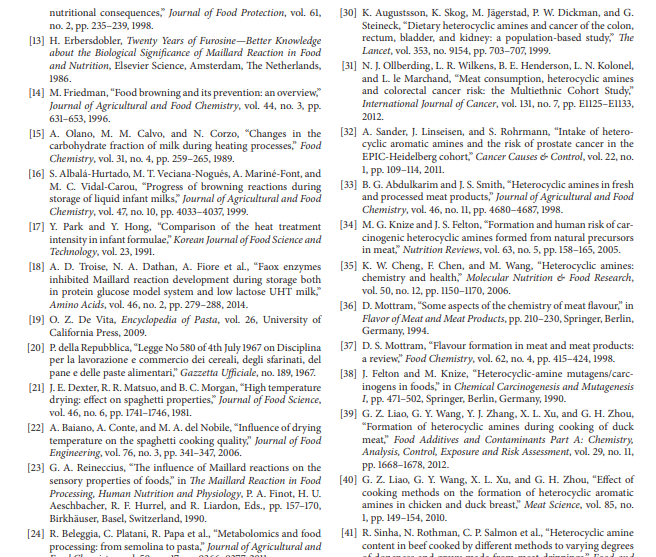 nutritional consequences,” Journal of Food Protection, vol. 61,
no. 2, pp. 235–239, 1998.
[13] H. Erbersdobler, Twenty Years of Furosine—Better Knowledge
about the Biological Significance of Maillard Reaction in Food
and Nutrition, Elsevier Science, Amsterdam, The Netherlands,
1986.
[14] M. Friedman, “Food browning and its prevention: an overview,”
Journal of Agricultural and Food Chemistry, vol. 44, no. 3, pp.
631–653, 1996.
[15] A. Olano, M. M. Calvo, and N. Corzo, “Changes in the
carbohydrate fraction of milk during heating processes,” Food
Chemistry, vol. 31, no. 4, pp. 259–265, 1989.
[16] S. Albalá-Hurtado, M. T. Veciana-Nogués, A. Mariné-Font, and
M. C. Vidal-Carou, “Progress of browning reactions during
storage of liquid infant milks,” Journal of Agricultural and Food
Chemistry, vol. 47, no. 10, pp. 4033–4037, 1999.
[17] Y. Park and Y. Hong, “Comparison of the heat treatment
intensity in infant formulae,” Korean Journal of Food Science and
Technology, vol. 23, 1991.
[18] A. D. Troise, N. A. Dathan, A. Fiore et al., “Faox enzymes
inhibited Maillard reaction development during storage both
in protein glucose model system and low lactose UHT milk,”
Amino Acids, vol. 46, no. 2, pp. 279–288, 2014.
[19] O. Z. De Vita, Encyclopedia of Pasta, vol. 26, University of
California Press, 2009.
[20] P. della Repubblica, “Legge No 580 of 4th July 1967 on Disciplina
per la lavorazione e commercio dei cereali, degli sfarinati, del
pane e delle paste alimentari,” Gazzetta Ufficiale, no. 189, 1967.
[21] J. E. Dexter, R. R. Matsuo, and B. C. Morgan, “High temperature
drying: effect on spaghetti properties,” Journal of Food Science,
vol. 46, no. 6, pp. 1741–1746, 1981.
[22] A. Baiano, A. Conte, and M. A. del Nobile, “Influence of drying
temperature on the spaghetti cooking quality,” Journal of Food
Engineering, vol. 76, no. 3, pp. 341–347, 2006.
[23] G. A. Reineccius, “The influence of Maillard reactions on the
sensory properties of foods,” in The Maillard Reaction in Food
Processing, Human Nutrition and Physiology, P. A. Finot, H. U.
Aeschbacher, R. F. Hurrel, and R. Liardon, Eds., pp. 157–170,
Birkhäuser, Basel, Switzerland, 1990.
[24] R. Beleggia, C. Platani, R. Papa et al., “Metabolomics and food
processing: from semolina to pasta,” Journal of Agricultural and
[30] K. Augustsson, K. Skog, M. Jägerstad, P. W. Dickman, and G.
Steineck, “Dietary heterocyclic amines and cancer of the colon,
rectum, bladder, and kidney: a population-based study,” The
Lancet, vol. 353, no. 9154, pp. 703–707, 1999.
[31] N. J. Ollberding, L. R. Wilkens, B. E. Henderson, L. N. Kolonel,
and L. le Marchand, “Meat consumption, heterocyclic amines
and colorectal cancer risk: the Multiethnic Cohort Study,”
International Journal of Cancer, vol. 131, no. 7, pp. E1125–E1133,
2012.
[32] A. Sander, J. Linseisen, and S. Rohrmann, “Intake of hetero-
cyclic aromatic amines and the risk of prostate cancer in the
EPIC-Heidelberg cohort,” Cancer Causes & Control, vol. 22, no.
1, pp. 109–114, 2011.
[33] B. G. Abdulkarim and J. S. Smith, “Heterocyclic amines in fresh
and processed meat products,” Journal of Agricultural and Food
Chemistry, vol. 46, no. 11, pp. 4680–4687, 1998.
[34] M. G. Knize and J. S. Felton, “Formation and human risk of car-
cinogenic heterocyclic amines formed from natural precursors
in meat,” Nutrition Reviews, vol. 63, no. 5, pp. 158–165, 2005.
[35] K. W. Cheng, F. Chen, and M. Wang, “Heterocyclic amines:
chemistry and health,” Molecular Nutrition & Food Research,
vol. 50, no. 12, pp. 1150–1170, 2006.
[36] D. Mottram, “Some aspects of the chemistry of meat flavour,” in
Flavor of Meat and Meat Products, pp. 210–230, Springer, Berlin,
Germany, 1994.
[37] D. S. Mottram, “Flavour formation in meat and meat products:
a review,” Food Chemistry, vol. 62, no. 4, pp. 415–424, 1998.
[38] J. Felton and M. Knize, “Heterocyclic-amine mutagens/carc-
inogens in foods,” in Chemical Carcinogenesis and Mutagenesis
I, pp. 471–502, Springer, Berlin, Germany, 1990.
[39] G. Z. Liao, G. Y. Wang, Y. J. Zhang, X. L. Xu, and G. H. Zhou,
“Formation of heterocyclic amines during cooking of duck
meat,” Food Additives and Contaminants Part A: Chemistry,
Analysis, Control, Exposure and Risk Assessment, vol. 29, no. 11,
pp. 1668–1678, 2012.
[40] G. Z. Liao, G. Y. Wang, X. L. Xu, and G. H. Zhou, “Effect of
cooking methods on the formation of heterocyclic aromatic
amines in chicken and duck breast,” Meat Science, vol. 85, no.
1, pp. 149–154, 2010.
[41] R. Sinha, N. Rothman, C. P. Salmon et al., “Heterocyclic amine
content in beef cooked by different methods to varying degrees